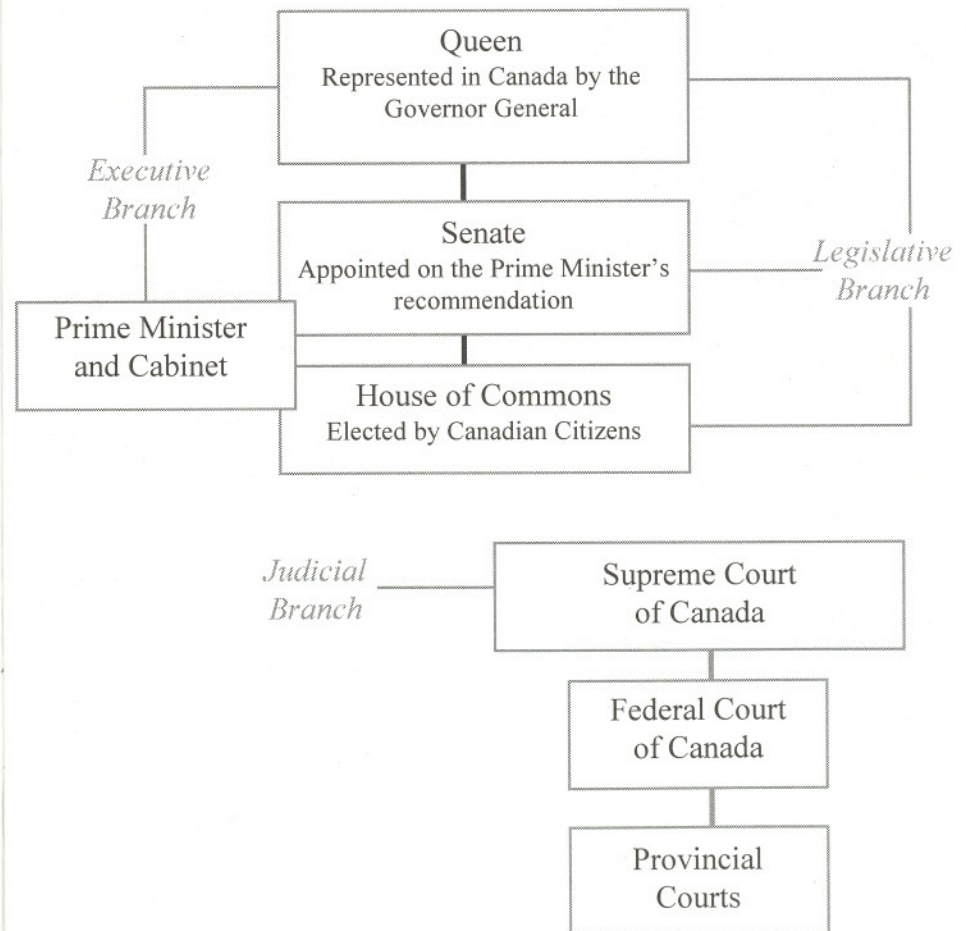 Queen
Represented in Canada by the
Governor General
Executive
Branch
Senate
Appointed on the Prime Minister's
recommendation
Legislative
Branch
Prime Minister
and Cabinet
House of Commons
Elected by Canadian Citizens
Judicial
Branch
Supreme Court
of Canada
Federal Court
of Canada
Provincial
Courts